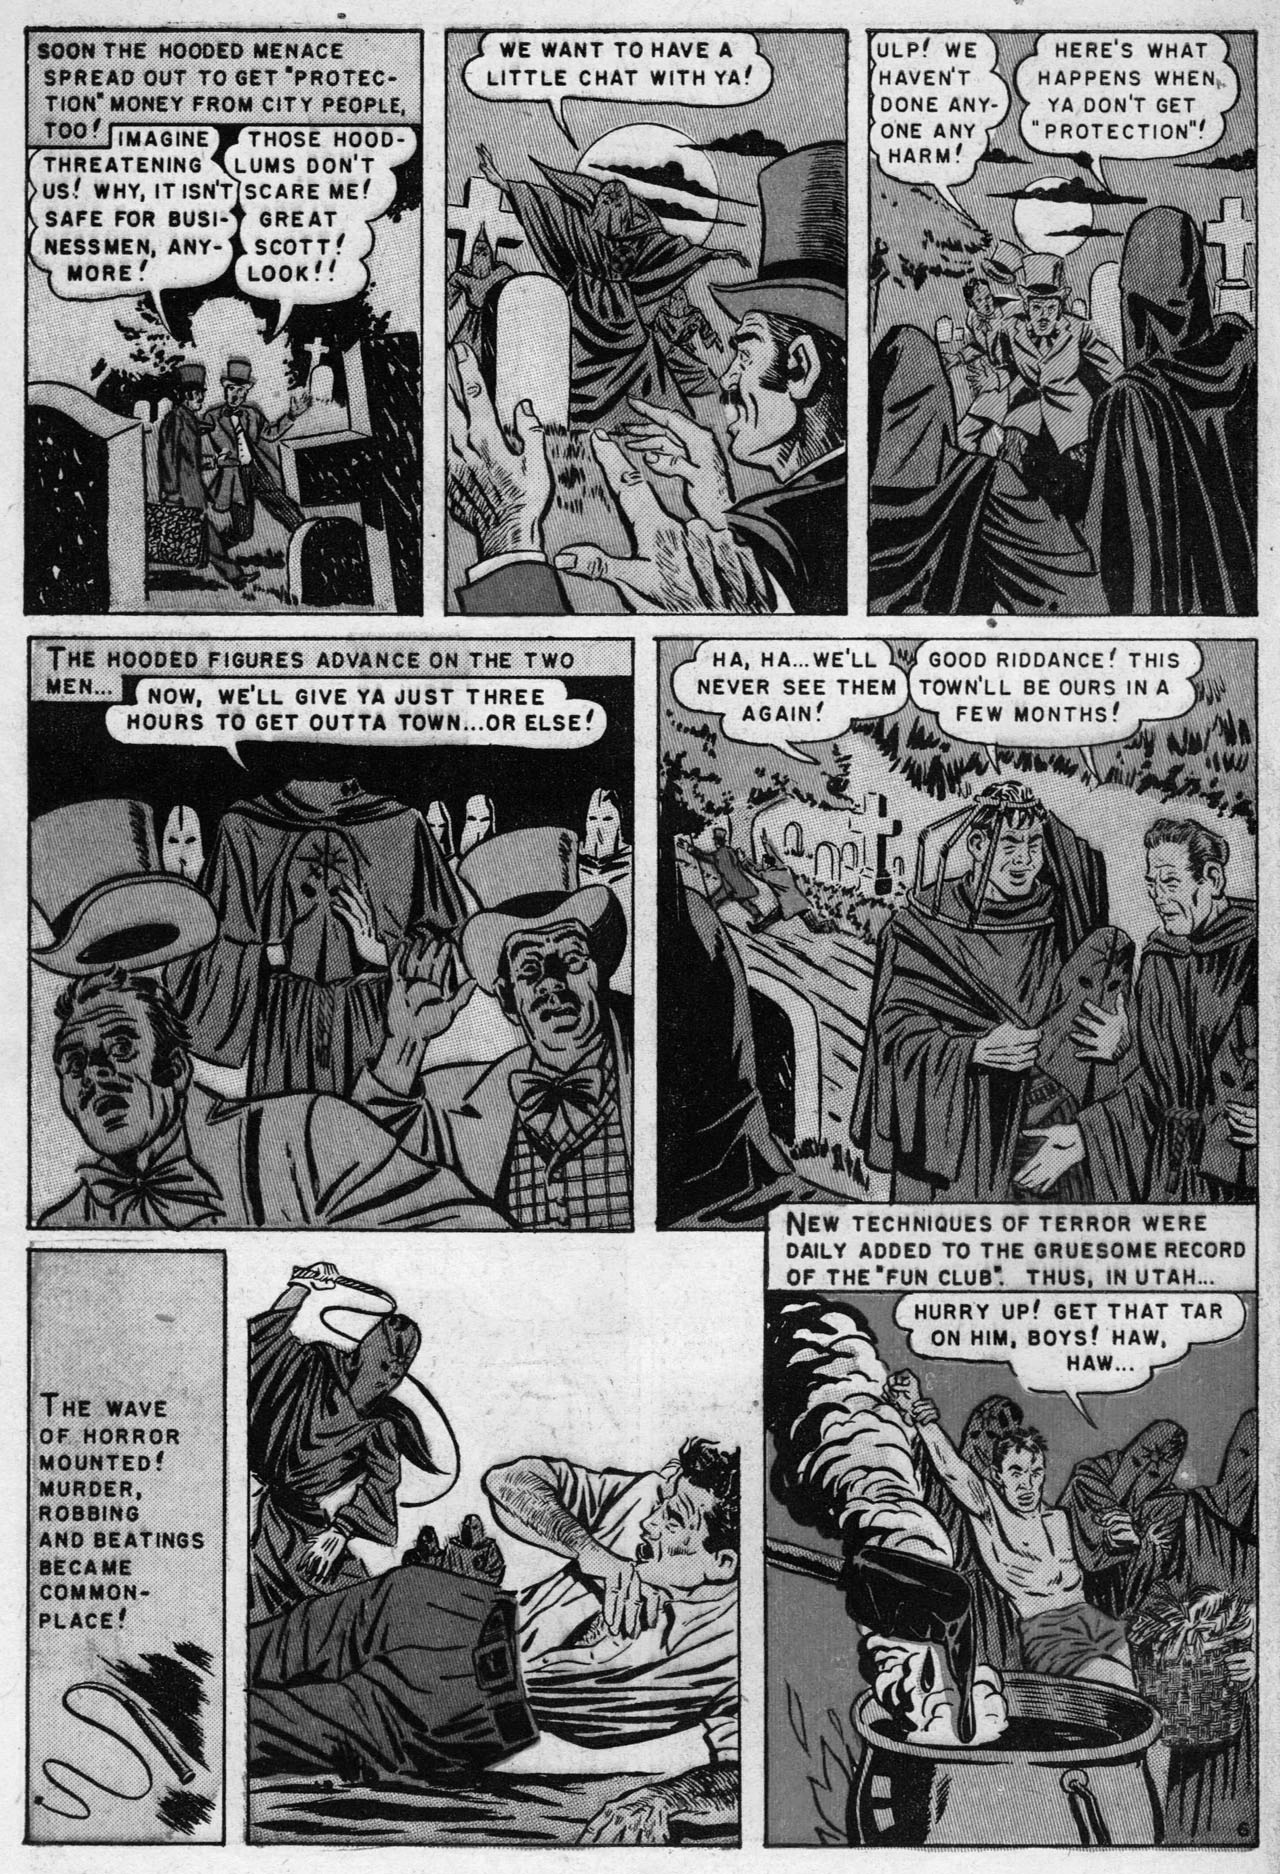 SOON THE HOODED MENACE
SPREAD OUT TO GET "PROTEC-
TION" MONEY FROM CITY PEOPLE,
TOO!
IMAGINE
THREATENING
US! WHY, IT ISN'T
SAFE FOR BUSI-
NESSMEN, ANY-
MORE!
THOSE HOOD-
LUMS DON'T
SCARE ME!
GREAT
SCOTT!
LOOK!!
WE WANT TO HAVE A
LITTLE CHAT WITH YA!
ULP! WE
HAVEN'T
DONE ANY-
ONE ANY
HARM!
HERE'S WHAT
HAPPENS WHEN
YA DON'T GET
"PROTECTION"!
THE HOODED FIGURES ADVANCE ON THE TWO
MEN...
NOW, WE'LL GIVE YA JUST THREE
HOURS TO GET OUTTA TOWN...OR ELSE!
HA, HA...WE'LL
NEVER SEE THEM
AGAIN!
GOOD RIDDANCE! THIS
TOWN'LL BE OURS IN A
FEW MONTHS!
THE WAVE
OF HORROR
MOUNTED!
MURDER,
ROBBING
AND BEATINGS
BECAME
COMMON-
PLACE!
NEW TECHNIQUES OF TERROR WERE
DAILY ADDED TO THE GRUESOME RECORD
OF THE "FUN CLUB". THUS, IN UTAH...
HURRY UP! GET THAT TAR
ON HIM, BOYS! HAW,
HAW...
6